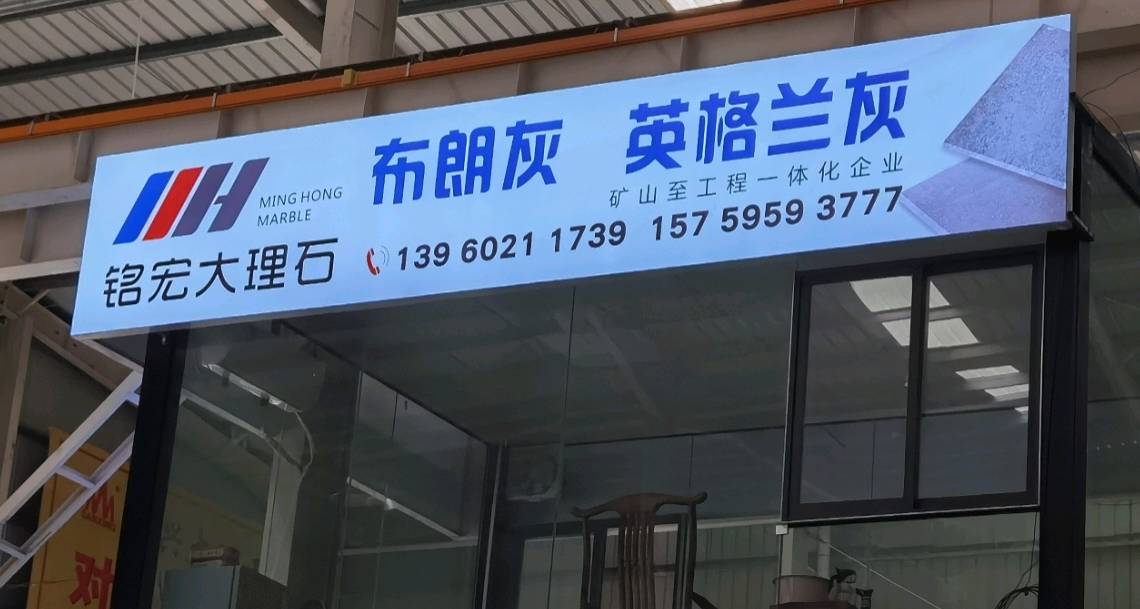 MH
MING HONG
MARBLE
铭宏大理石
布朗灰 英格兰灰
矿山至工程一体化企业
139 6021 1739 157 5959 3777